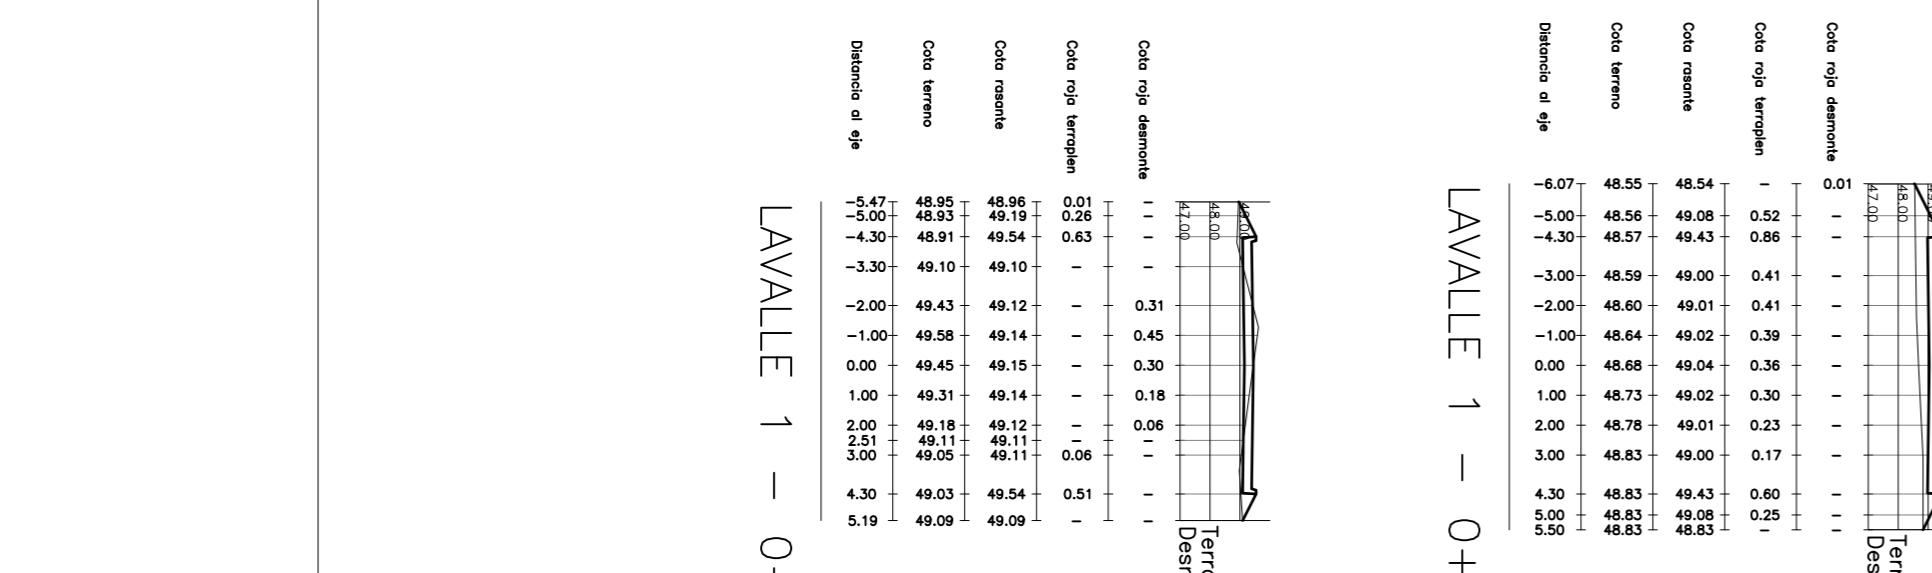 Distancia al eje Cota terreno Cota rasante Cota roja terraplen Cota roja desmonte
-5.47 48.95 48.96 0.01 -
-5.00 48.93 49.19 0.26 -
-4.30 48.91 49.54 0.63 -
-3.30 49.10 49.10 - -
-2.00 49.43 49.12 - 0.31
-1.00 49.58 49.14 - 0.45
0.00 49.45 49.15 - 0.30
1.00 49.31 49.14 - 0.18
2.00 49.18 49.12 - 0.06
2.51 49.11 49.11 - -
3.00 49.05 49.11 0.06 -
4.30 49.03 49.54 0.51 -
5.19 49.09 49.09 - -
47.00
48.00
49.00
LAVALLE 1 - 0+
Terra
Desr
Distancia al eje Cota terreno Cota rasante Cota roja terraplen Cota roja desmonte
-6.07 48.55 48.54 - 0.01
-5.00 48.56 49.08 0.52 -
-4.30 48.57 49.43 0.86 -
-3.00 48.59 49.00 0.41 -
-2.00 48.60 49.01 0.41 -
-1.00 48.64 49.02 0.39 -
0.00 48.68 49.04 0.36 -
1.00 48.73 49.02 0.30 -
2.00 48.78 49.01 0.23 -
3.00 48.83 49.00 0.17 -
4.30 48.83 49.43 0.60 -
5.00 48.83 49.08 0.25 -
5.50 48.83 48.83 - -
47.00
48.00
LAVALLE 1 - 0+
Ter
Des